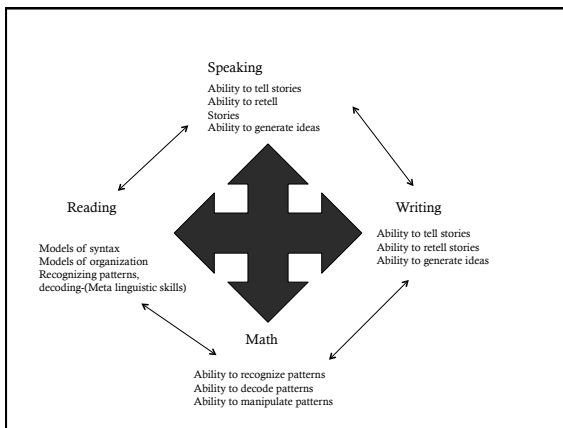 Speaking
Ability to tell stories
Ability to retell
Stories
Ability to generate ideas
Reading
Models of syntax
Models of organization
Recognizing patterns,
decoding-(Meta linguistic skills)
Writing
Ability to tell stories
Ability to retell stories
Ability to generate ideas
Math
Ability to recognize patterns
Ability to decode patterns
Ability to manipulate patterns